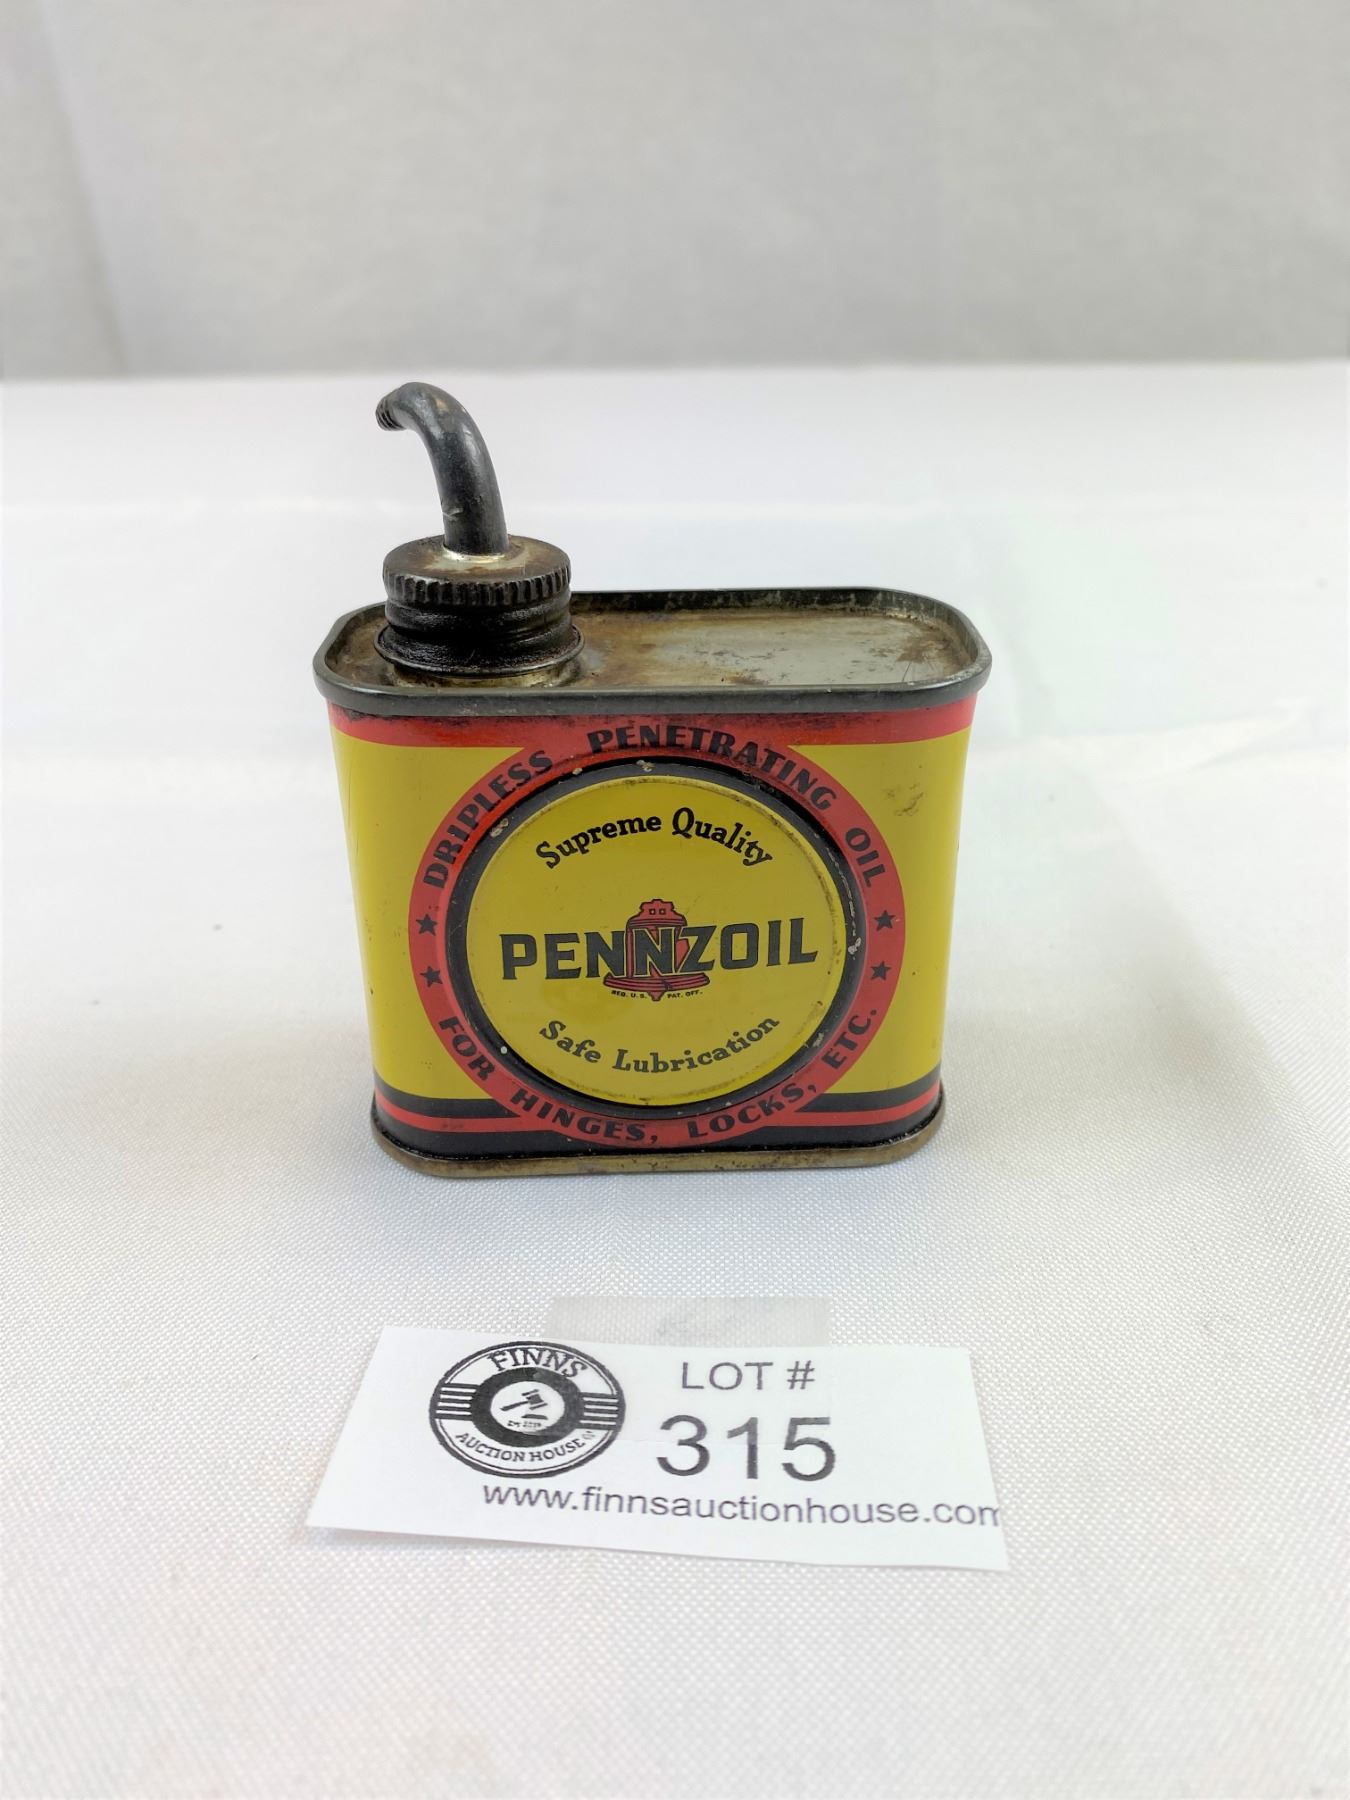 DRIPLESS PENETRATING OIL
Supreme Quality
PENNZOIL
REG. U.S. PAT. OFF.
Safe Lubrication
FOR HINGES, LOCKS, ETC.
FINNS
AUCTION HOUSE
LOT #
315
www.finnsauctionhouse.com